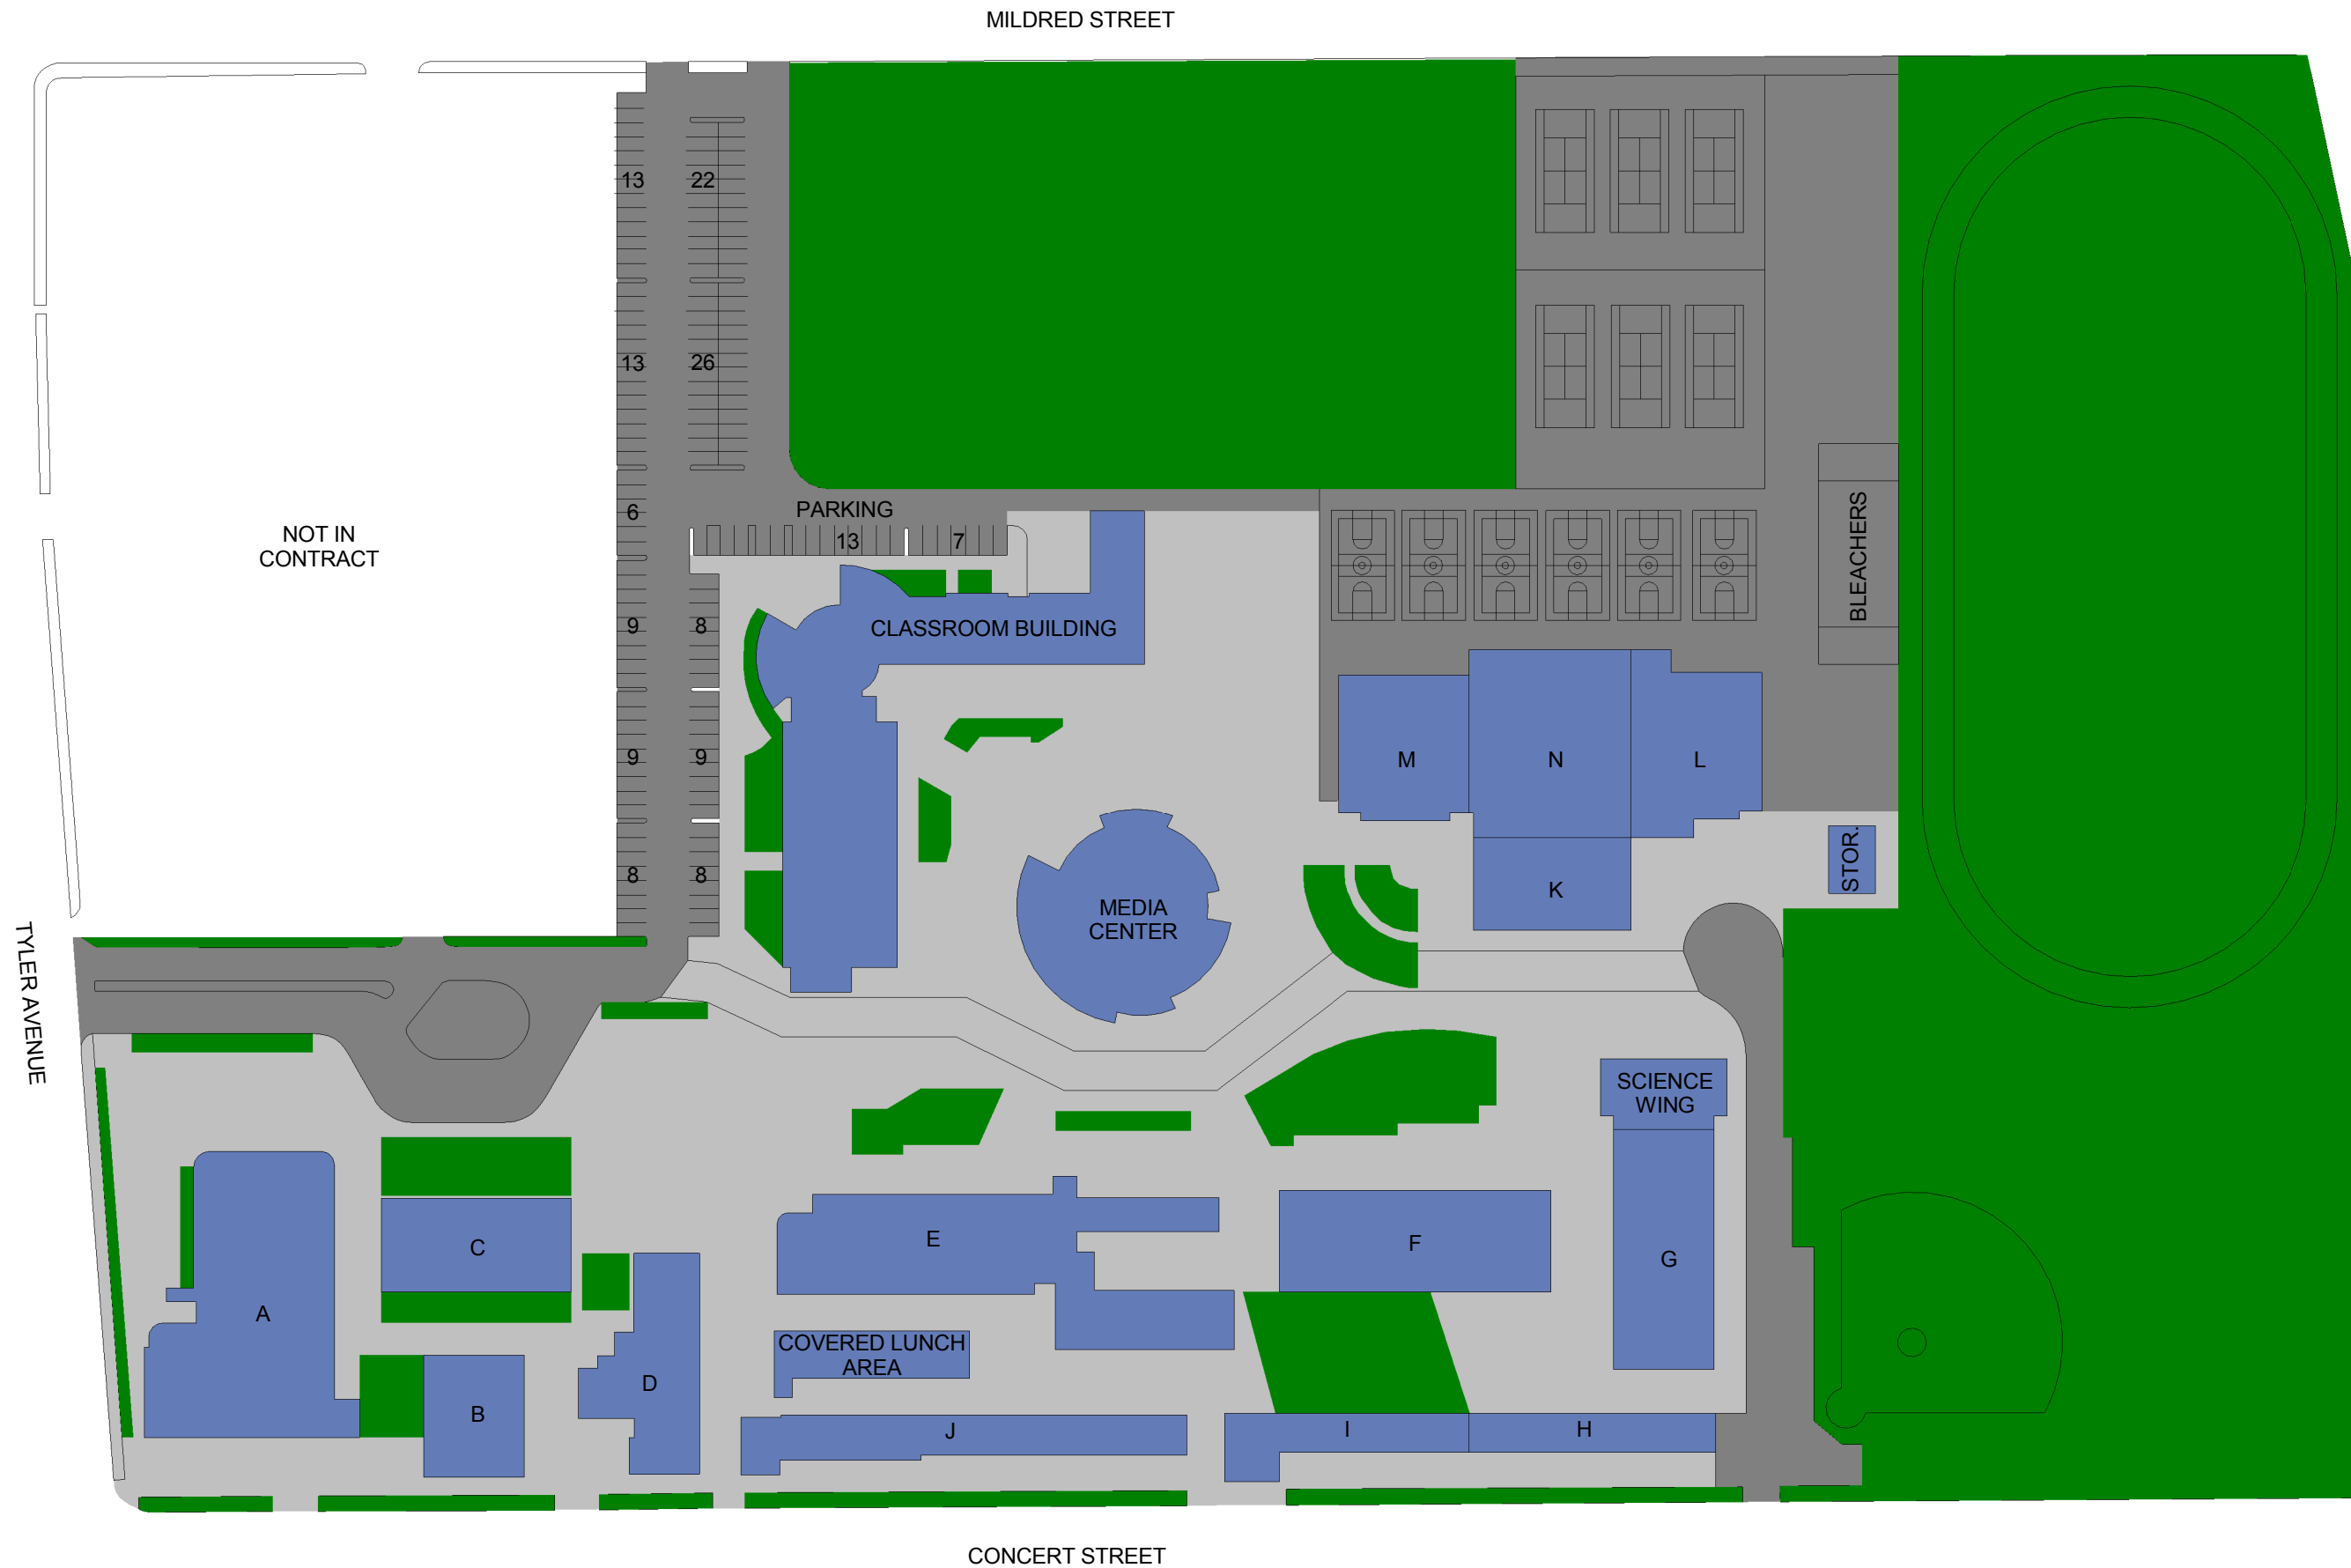 MILDRED STREET
13
22
13
26
BLEACHERS
PARKING
6
13
7
NOT IN
CONTRACT
9
8
CLASSROOM BUILDING
9
9
M
N
L
8
8
K
STOR.
MEDIA
CENTER
TYLER AVENUE
SCIENCE
WING
C
E
F
G
A
COVERED LUNCH
AREA
D
B
J
I
H
CONCERT STREET